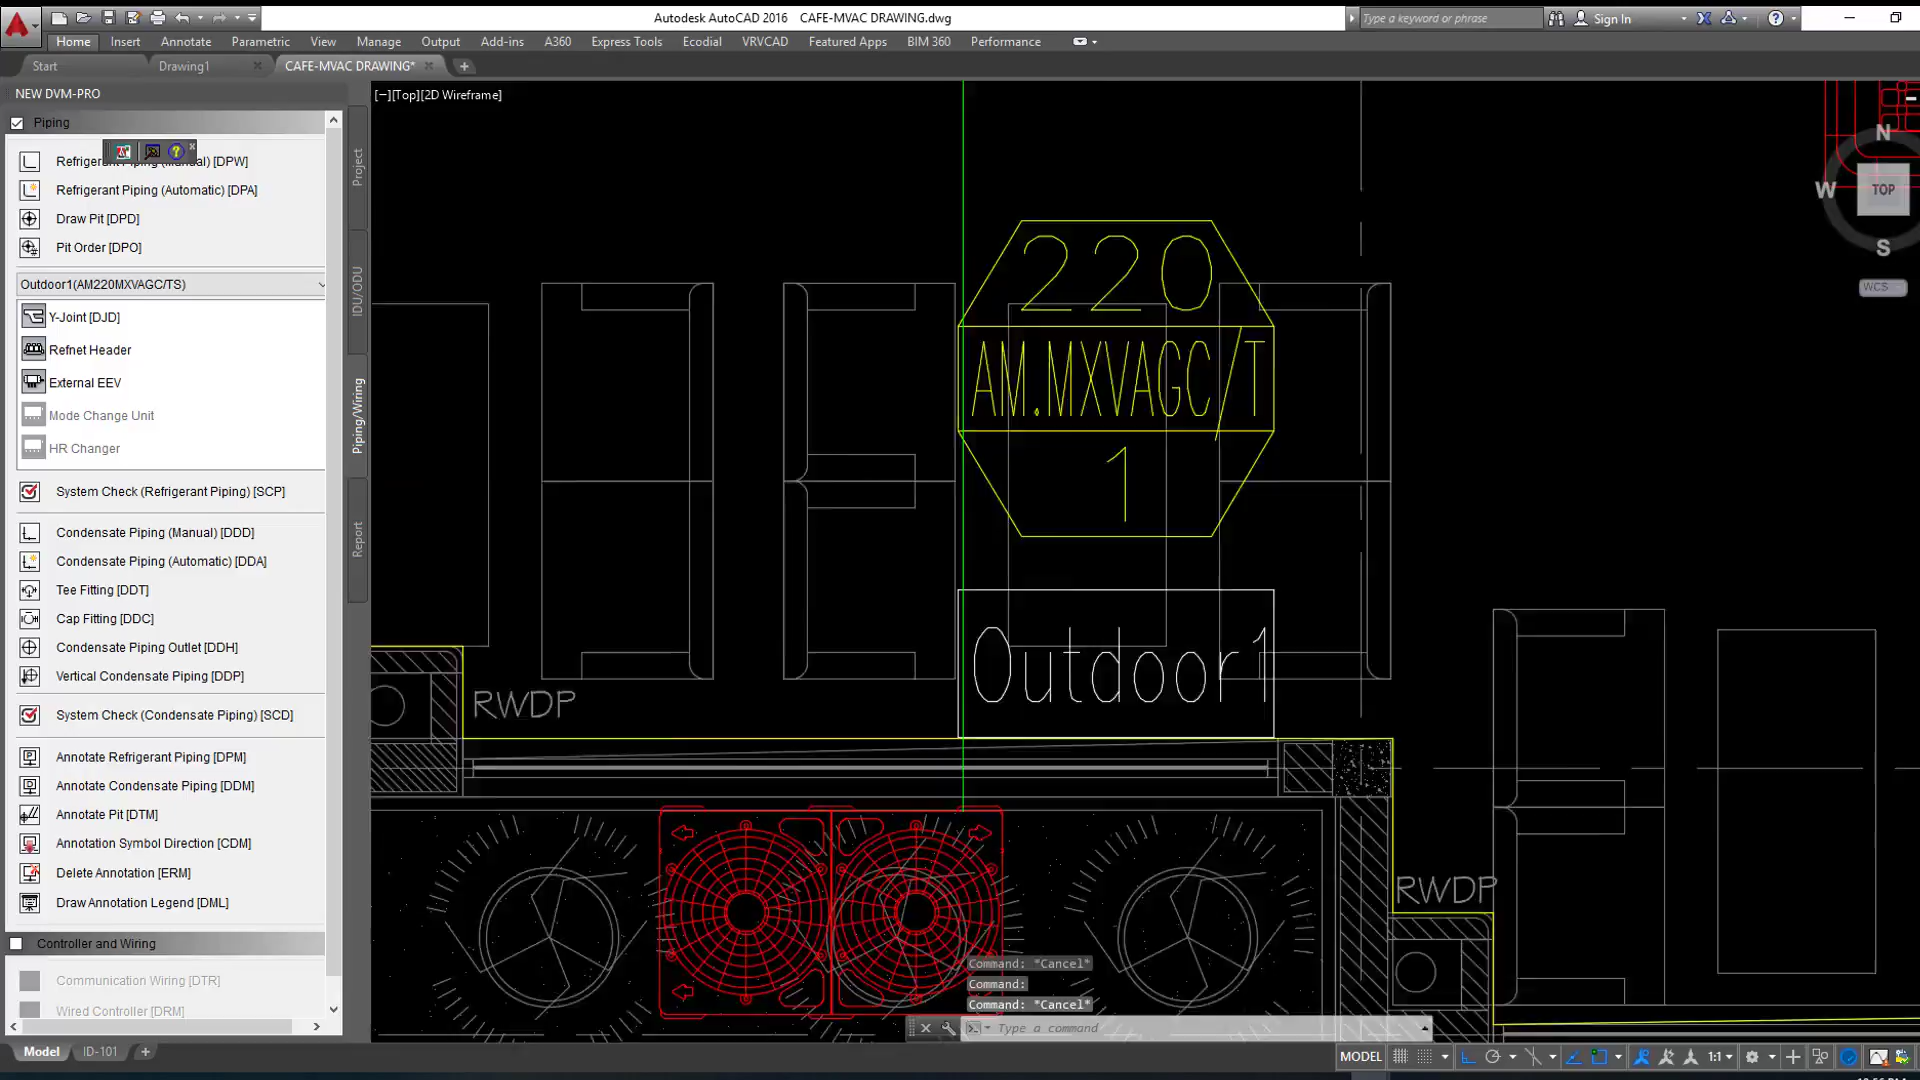 Autodesk AutoCAD 2016 CAFE-MVAC DRAWING.dwg
Type a keyword or phrase
Sign In
Home Insert Annotate Parametric View Manage Output Add-ins A360 Express Tools Ecodial VRVCAD Featured Apps BIM 360 Performance
Start Drawing1 CAFE-MVAC DRAWING*
NEW DVM-PRO
[−][Top][2D Wireframe]
Piping
[DPW]
Refrigerant Piping (Automatic) [DPA]
Draw Pit [DPD]
Pit Order [DPO]
Outdoor1(AM220MXVAGC/TS)
Y-Joint [DJD]
Refnet Header
External EEV
Mode Change Unit
HR Changer
System Check (Refrigerant Piping) [SCP]
Condensate Piping (Manual) [DDD]
Condensate Piping (Automatic) [DDA]
Tee Fitting [DDT]
Cap Fitting [DDC]
Condensate Piping Outlet [DDH]
Vertical Condensate Piping [DDP]
System Check (Condensate Piping) [SCD]
Annotate Refrigerant Piping [DPM]
Annotate Condensate Piping [DDM]
Annotate Pit [DTM]
Annotation Symbol Direction [CDM]
Delete Annotation [ERM]
Draw Annotation Legend [DML]
Controller and Wiring
Communication Wiring [DTR]
Wired Controller [DRM]
Project
IDU/ODU
Piping/Wiring
Report
220
AM.MXVAGC/T
1
Outdoor1
RWDP
RWDP
N
W TOP
S
WCS
Command: *Cancel*
Command:
Command: *Cancel*
Type a command
Model ID-101
MODEL 1:1